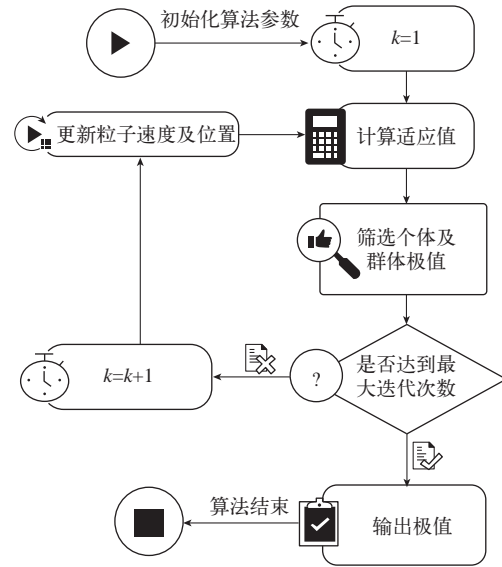 初始化算法参数
k=1
更新粒子速度及位置
计算适应值
筛选个体及
群体极值
k=k+1
?
是否达到最
大迭代次数
算法结束
输出极值